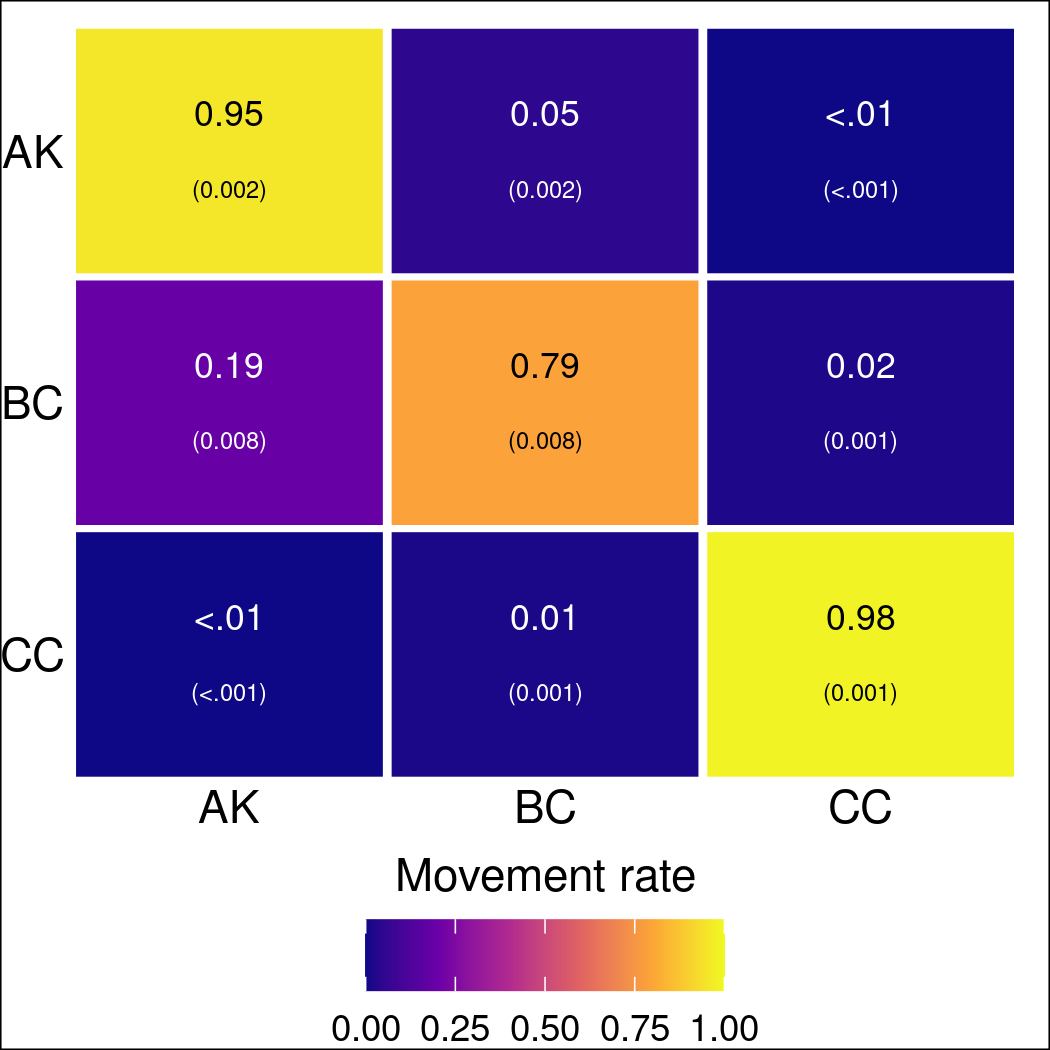 0.95 0.05 <.01
AK
(0.002) (0.002) (<.001)
0.19 0.79 0.02
BC
(0.008) (0.008) (0.001)
<.01 0.01 0.98
CC
(<.001) (0.001) (0.001)
AK BC CC
Movement rate
0.00 0.25 0.50 0.75 1.00